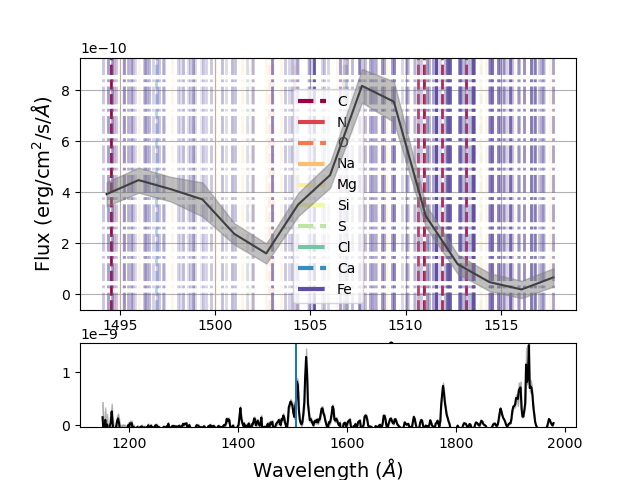 1e−10
Flux (erg/cm²/s/Å)
8
6
4
2
0
C
N
O
Na
Mg
Si
S
Cl
Ca
Fe
1495
1500
1505
1510
1515
1e−9
1
0
1200
1400
1600
1800
2000
Wavelength (Å)